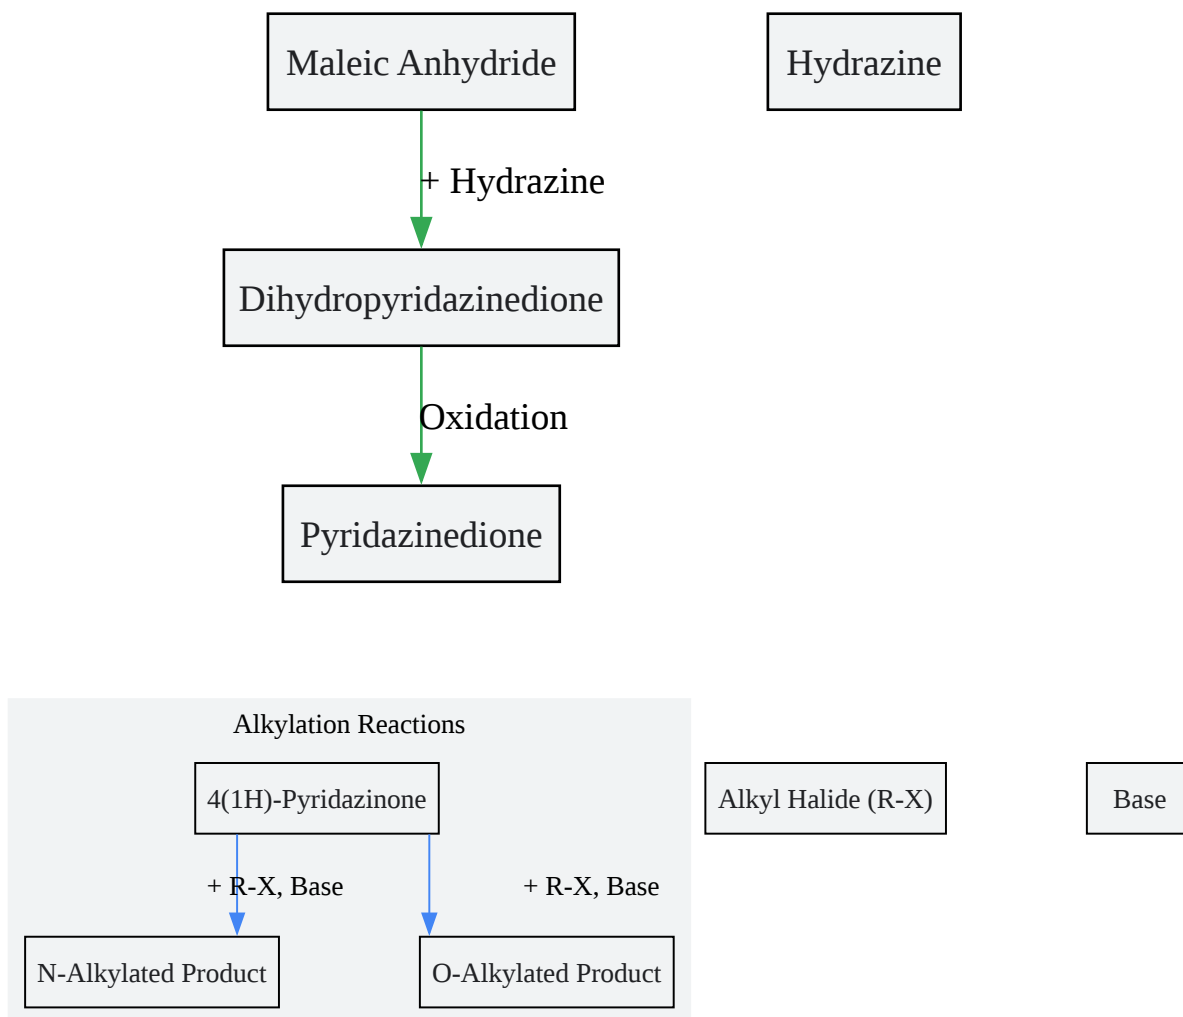 Maleic Anhydride
Hydrazine
+ Hydrazine
Dihydropyridazinedione
Oxidation
Pyridazinedione
Alkylation Reactions
4(1H)-Pyridazinone
Alkyl Halide (R-X)
Base
+ R-X, Base
+ R-X, Base
N-Alkylated Product
O-Alkylated Product